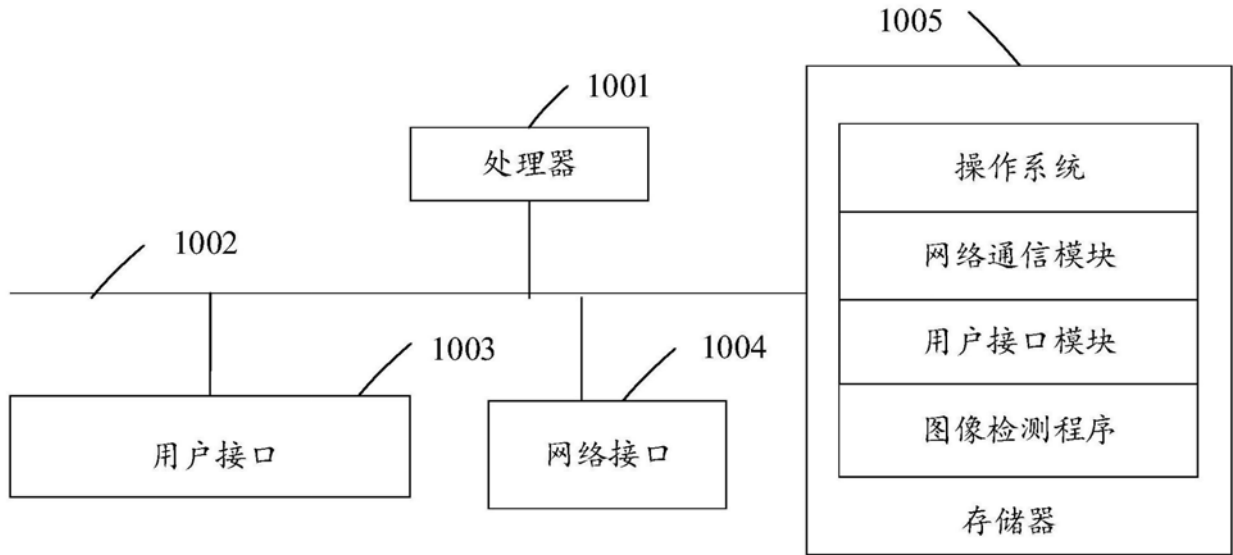 1005
1001
处理器
操作系统
1002
网络通信模块
1003
1004
用户接口模块
用户接口
网络接口
图像检测程序
存储器